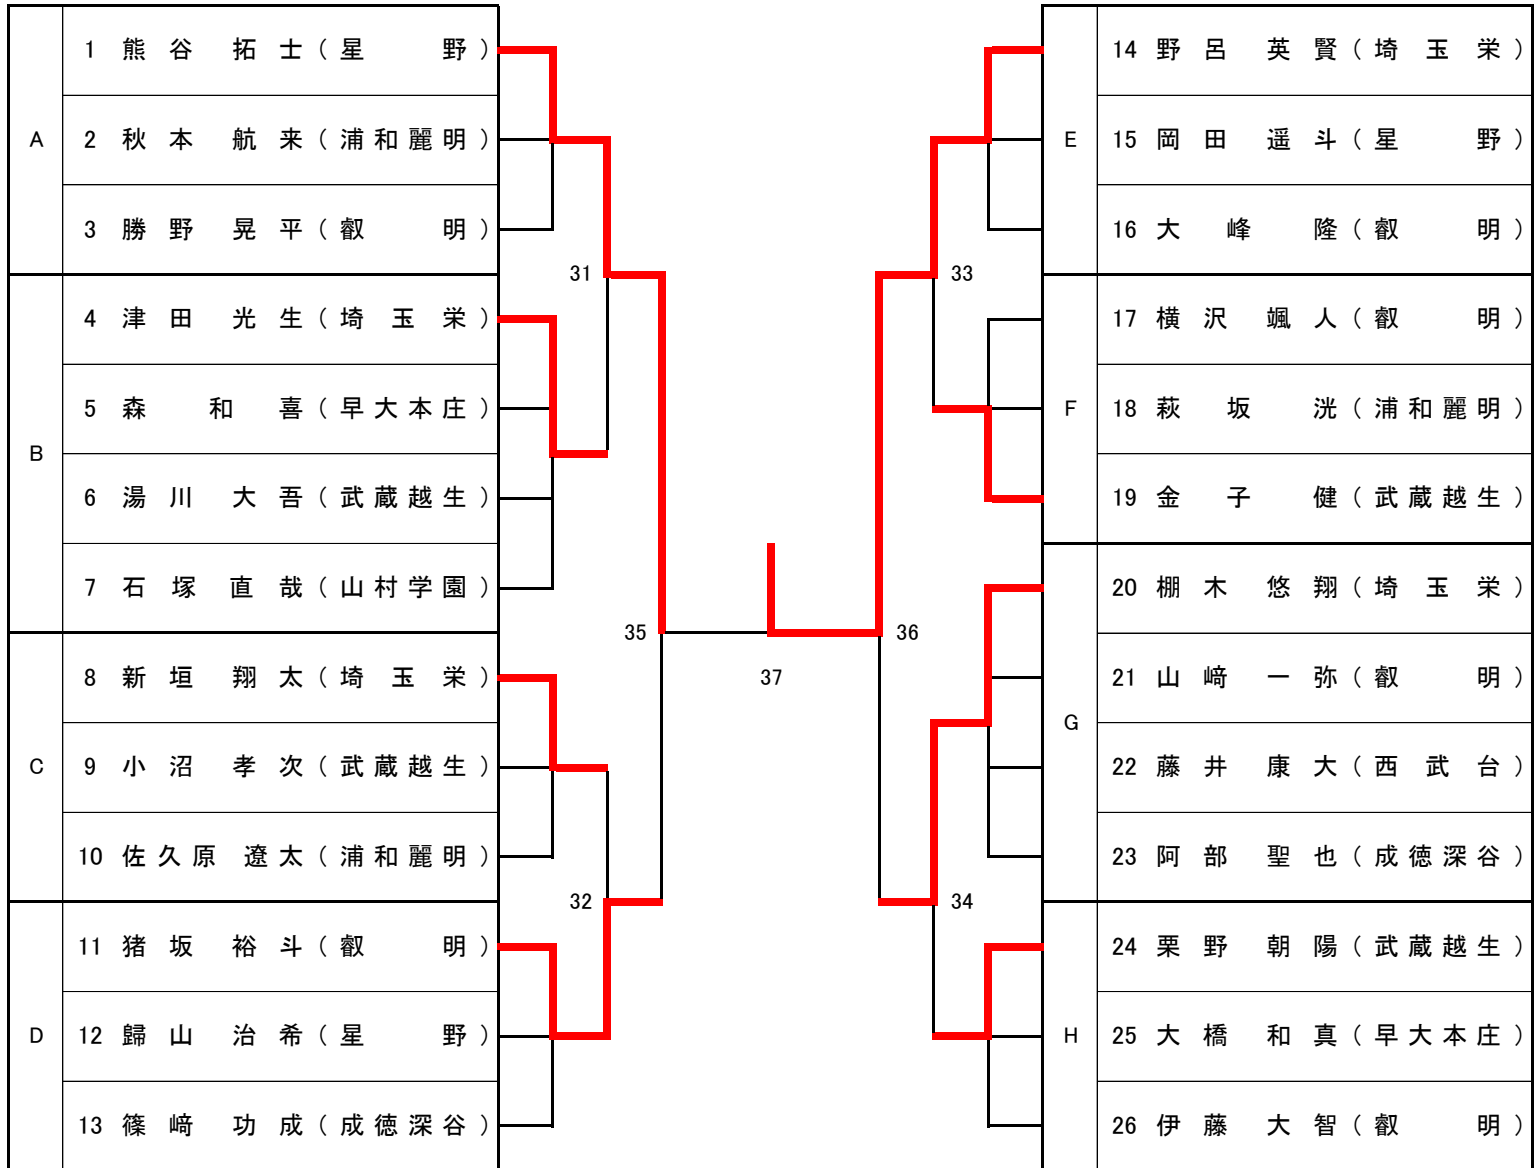 A
1 熊谷 拓士(星野)
2 秋本 航来(浦和麗明)
3 勝野 晃平(叡明)
B
4 津田 光生(埼玉栄)
5 森 和喜(早大本庄)
6 湯川 大吾(武蔵越生)
7 石塚 直哉(山村学園)
C
8 新垣 翔太(埼玉栄)
9 小沼 孝次(武蔵越生)
10 佐久原 遼太(浦和麗明)
D
11 猪坂 裕斗(叡明)
12 歸山 治希(星野)
13 篠﨑 功成(成徳深谷)
31
32
35
37
36
33
34
E
14 野呂 英賢(埼玉栄)
15 岡田 遥斗(星野)
16 大峰 隆(叡明)
F
17 横沢 颯人(叡明)
18 萩坂 洸(浦和麗明)
19 金子 健(武蔵越生)
G
20 棚木 悠翔(埼玉栄)
21 山﨑 一弥(叡明)
22 藤井 康大(西武台)
23 阿部 聖也(成徳深谷)
H
24 栗野 朝陽(武蔵越生)
25 大橋 和真(早大本庄)
26 伊藤 大智(叡明)